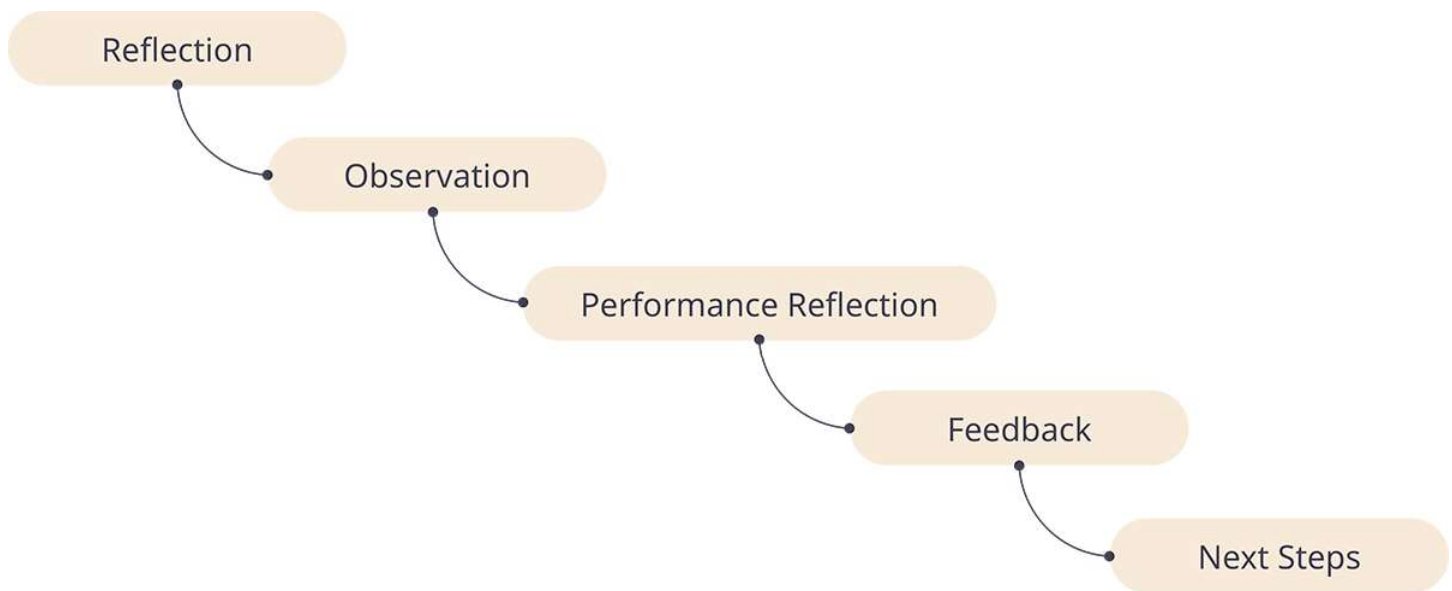 Reflection
Observation
Performance Reflection
Feedback
Next Steps